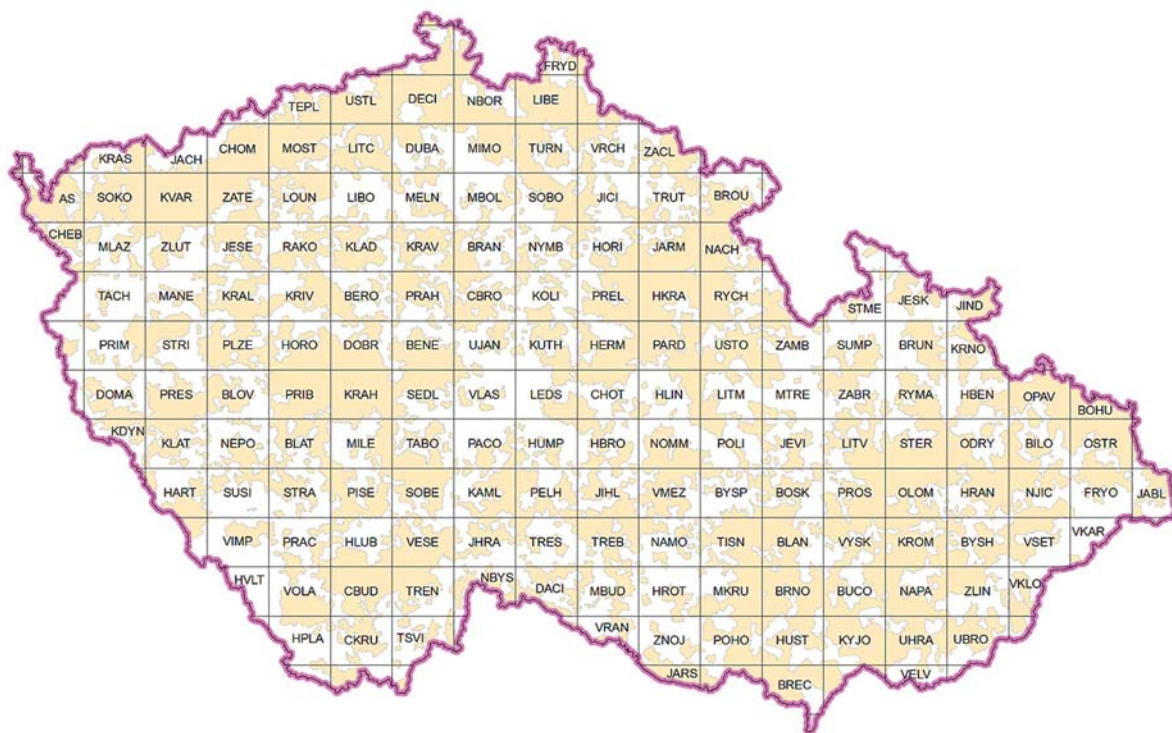 FRYD
TEPL USTL DECI NBOR LIBE
KRAS JACH CHOM MOST LITC DUBA MIMO TURN VRCH ZACL
AS SOKO KVAR ZATE LOUN LIBO MELN MBOL SOBO JICI TRUT BROU
CHEB MLAZ ZLUT JESE RAKO KLAD KRAV BRAN NYMB HORI JARM NACH
TACH MANE KRAL KRIV BERO PRAH CBRO KOLI PREL HKRA RYCH STME JESK JIND
PRIM STRI PLZE HORO DOBR BENE UJAN KUTH HERM PARD USTO ZAMB SUMP BRUN KRNO
DOMA PRES BLOV PRIB KRAH SEDL VLAS LEDS CHOT HLIN LITM MTRE ZABR RYMA HBEN OPAV BOHU
KDYN KLAT NEPO BLAT MILE TABO PACO HUMP HBRO NOMM POLI JEVI LITV STER ODRY BILO OSTR
HART SUSI STRA PISE SOBE KAML PELH JIHL VMEZ BYSP BOSK PROS OLOM HRAN NJIC FRYO JABL
VIMP PRAC HLUB VESE JHRA TRES TREB NAMO TISN BLAN VYSK KROM BYSH VSET VKAR
HVLT VOLA CBUD TREN NBYS DACI MBUD HROT MKRU BRNO BUCO NAPA ZLIN VKLO
HPLA CKRU TSVI VRAN ZNOJ POHO HUST KYJO UHRA UBRO
JARS BREC VELV